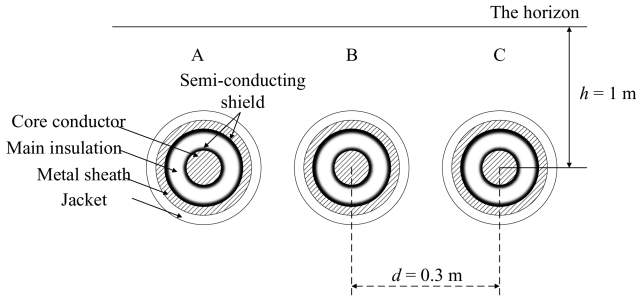 The horizon
A
B
C
Semi-conducting
shield
h = 1 m
Core conductor
Main insulation
Metal sheath
Jacket
d = 0.3 m